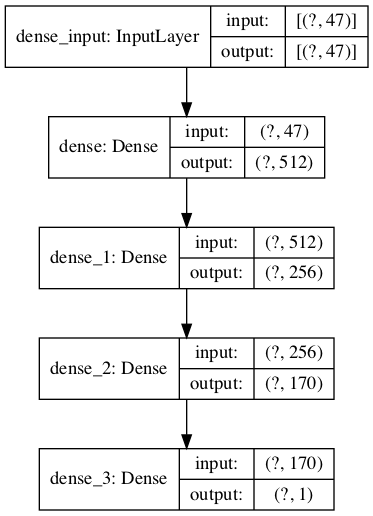 dense_input: InputLayer
input: [(?, 47)]
output: [(?, 47)]
dense: Dense
input: (?, 47)
output: (?, 512)
dense_1: Dense
input: (?, 512)
output: (?, 256)
dense_2: Dense
input: (?, 256)
output: (?, 170)
dense_3: Dense
input: (?, 170)
output: (?, 1)